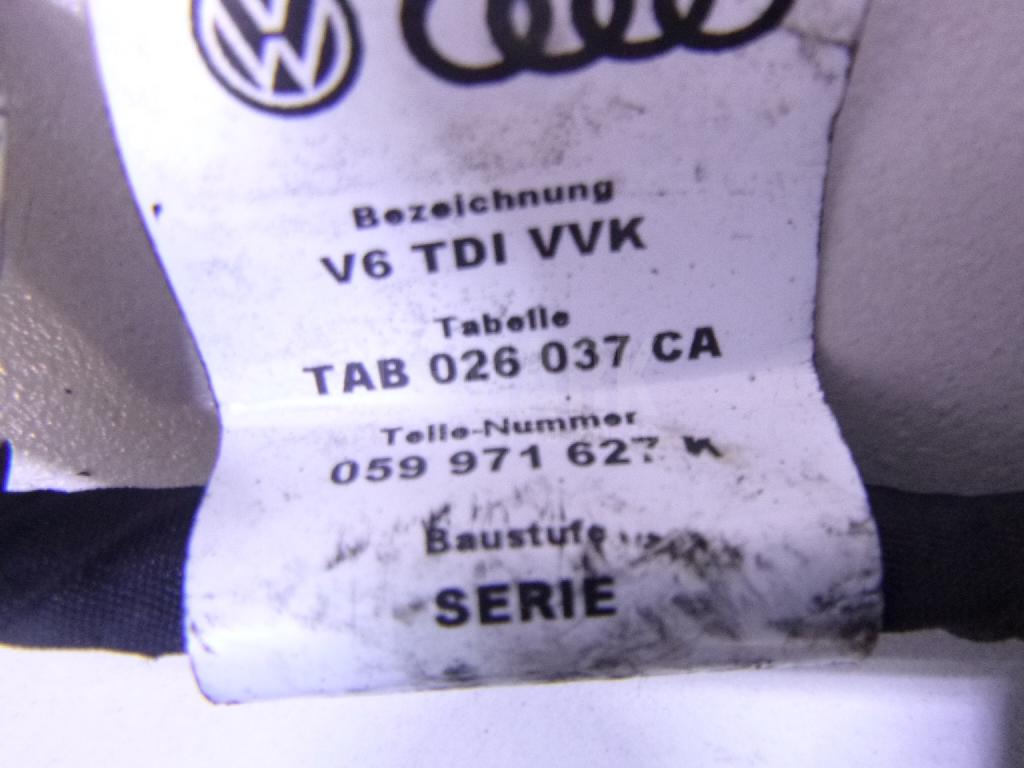 Bezeichnung
V6 TDI VVK
Tabelle
TAB 026 037 CA
Teile-Nummer
059 971 627
Baustufe
SERIE